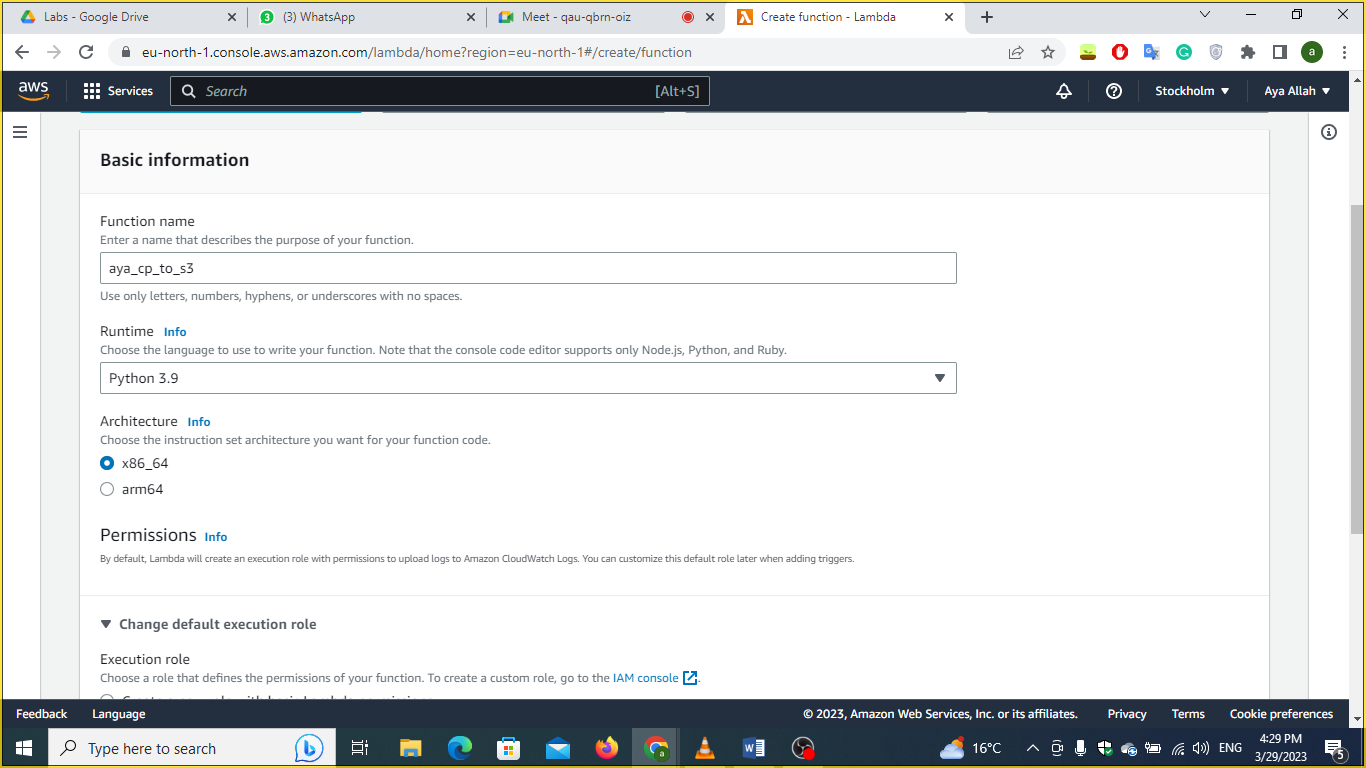 Labs - Google Drive
3
(3) WhatsApp
Meet - qau-qbrn-oiz
Create function - Lambda
eu-north-1.console.aws.amazon.com/lambda/home?region=eu-north-1#/create/function
a
aws
Services
Search
[Alt+S]
Stockholm
Aya Allah
Basic information
Function name
Enter a name that describes the purpose of your function.
aya_cp_to_s3
Use only letters, numbers, hyphens, or underscores with no spaces.
Runtime Info
Choose the language to use to write your function. Note that the console code editor supports only Node.js, Python, and Ruby.
Python 3.9
Architecture Info
Choose the instruction set architecture you want for your function code.
x86_64
arm64
Permissions Info
By default, Lambda will create an execution role with permissions to upload logs to Amazon CloudWatch Logs. You can customize this default role later when adding triggers.
Change default execution role
Execution role
Choose a role that defines the permissions of your function. To create a custom role, go to the IAM console.
Feedback
Language
© 2023, Amazon Web Services, Inc. or its affiliates.
Privacy
Terms
Cookie preferences
Type here to search
16°C
ENG
4:29 PM
3/29/2023
5